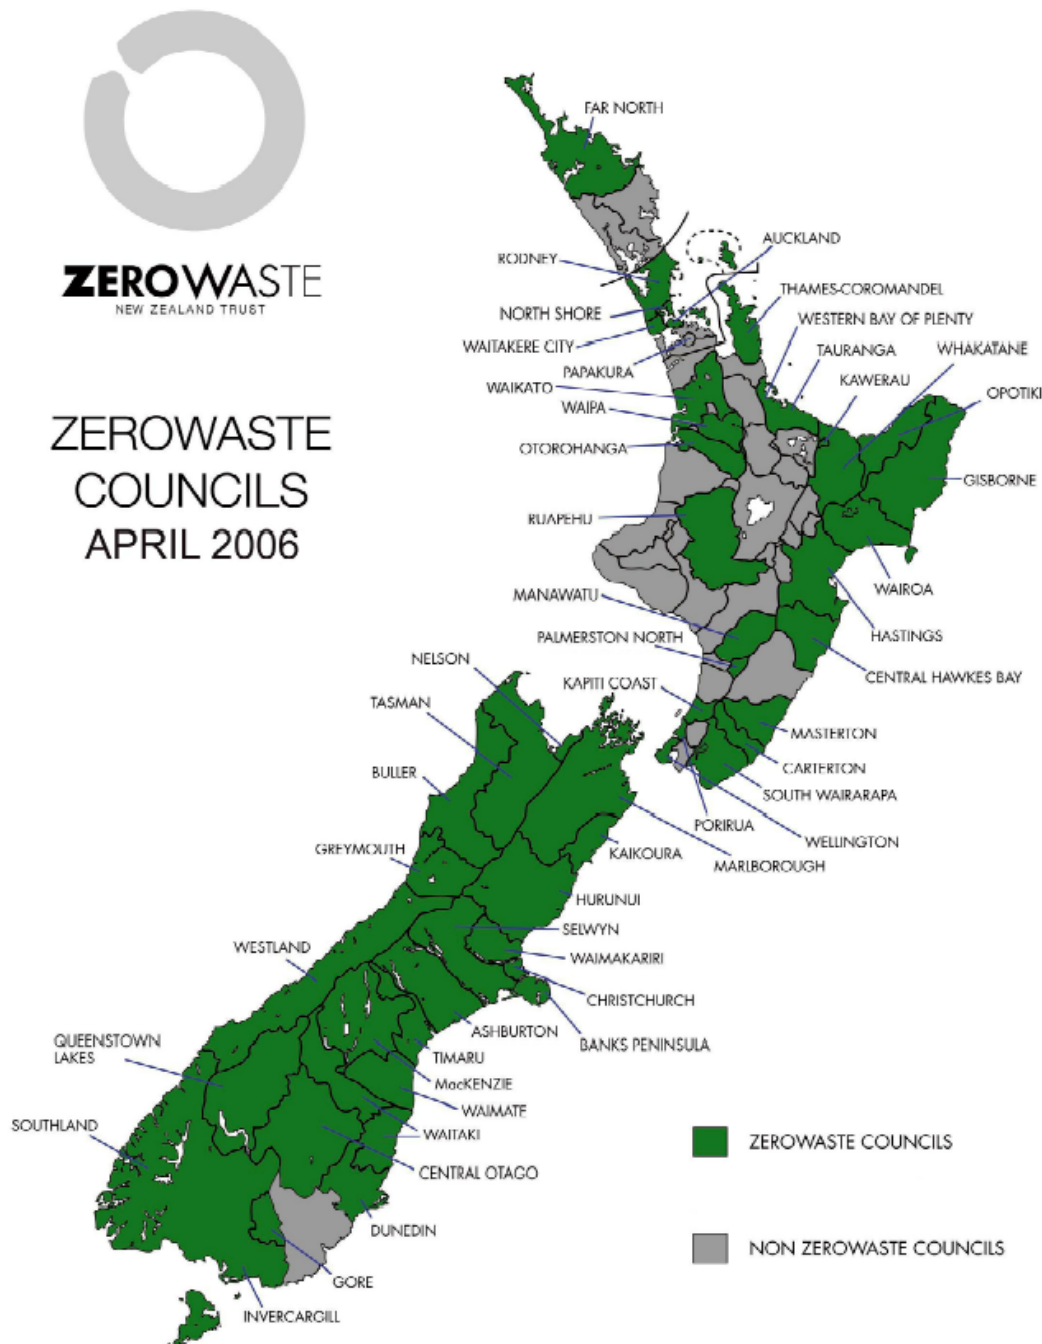 ZEROWASTE
NEW ZEALAND TRUST
ZEROWASTE
COUNCILS
APRIL 2006
FAR NORTH
AUCKLAND
RODNEY
THAMES-COROMANDEL
NORTH SHORE
WESTERN BAY OF PLENTY
WAITAKERE CITY
TAURANGA
WHAKATANE
PAPAKURA
KAWERAU
WAIKATO
OPOTIKI
WAIPA
OTOROHANGA
GISBORNE
RUAPEHU
WAIROA
MANAWATU
HASTINGS
PALMERSTON NORTH
CENTRAL HAWKES BAY
NELSON
KAPITI COAST
TASMAN
MASTERTON
CARTERTON
BULLER
SOUTH WAIRARAPA
PORIRUA
WELLINGTON
GREYMOUTH
KAIKOURA
MARLBOROUGH
HURUNUI
SELWYN
WESTLAND
WAIMAKARIRI
CHRISTCHURCH
ASHBURTON
QUEENSTOWN
LAKES
BANKS PENINSULA
TIMARU
MacKENZIE
WAIMATE
SOUTHLAND
WAITAKI
ZEROWASTE COUNCILS
CENTRAL OTAGO
DUNEDIN
NON ZEROWASTE COUNCILS
GORE
INVERCARGILL